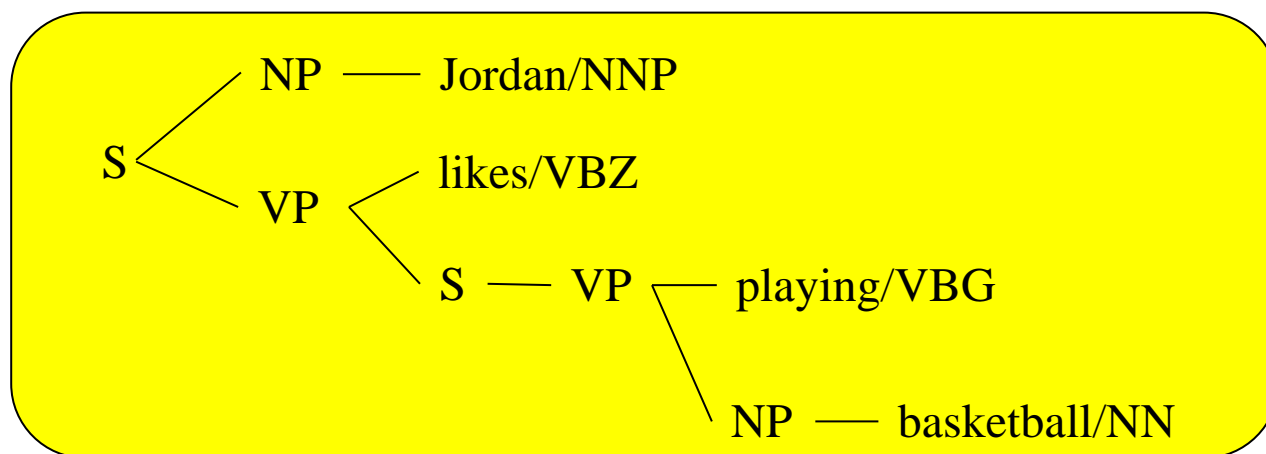 NP Jordan/NNP
S
likes/VBZ
VP
S VP playing/VBG
NP basketball/NN